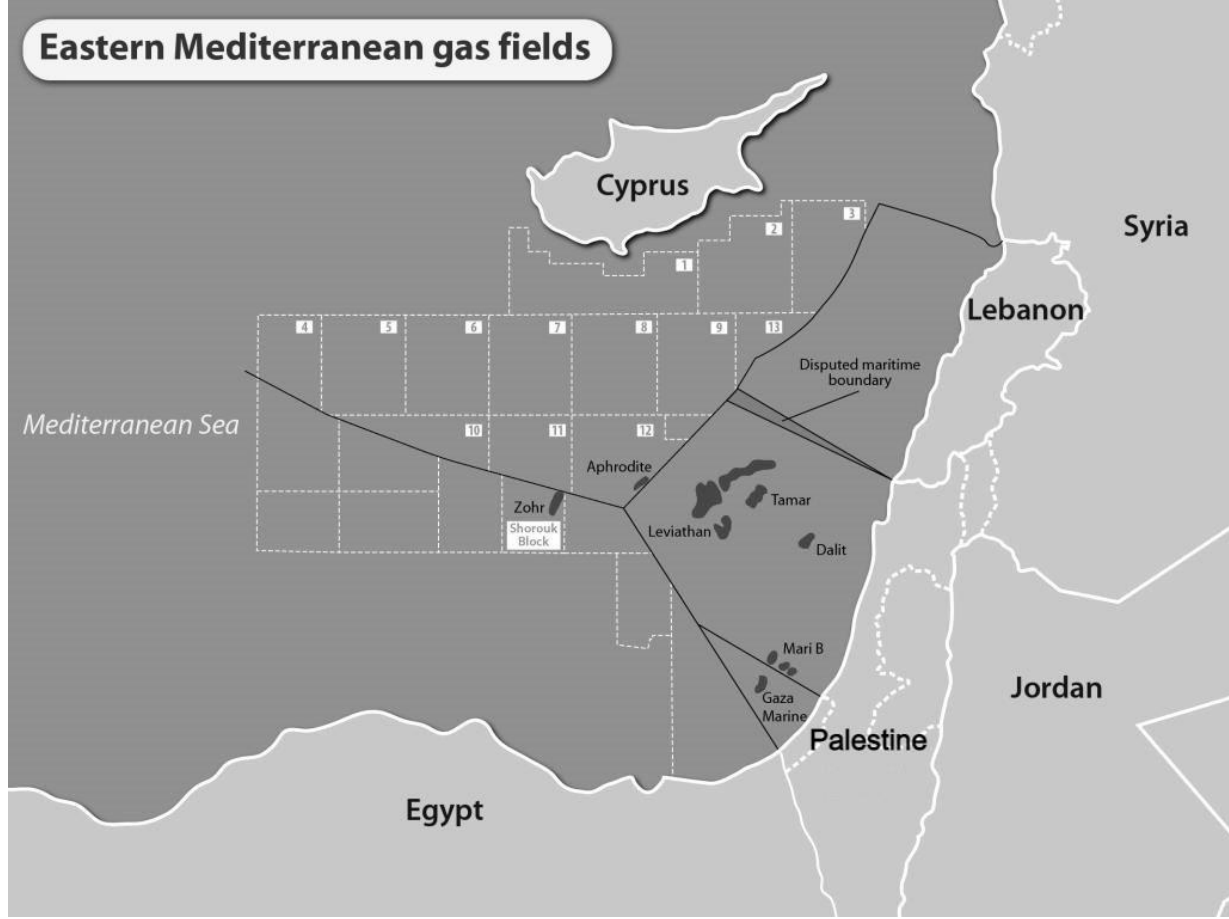 Eastern Mediterranean gas fields
Cyprus
Syria
3
2
1
Lebanon
4
5
6
7
8
9
13
Disputed maritime
boundary
Mediterranean Sea
10
11
12
Aphrodite
Zohr
Tamar
Shorouk
Block
Leviathan
Dalit
Mari B
Gaza
Marine
Jordan
Palestine
Egypt